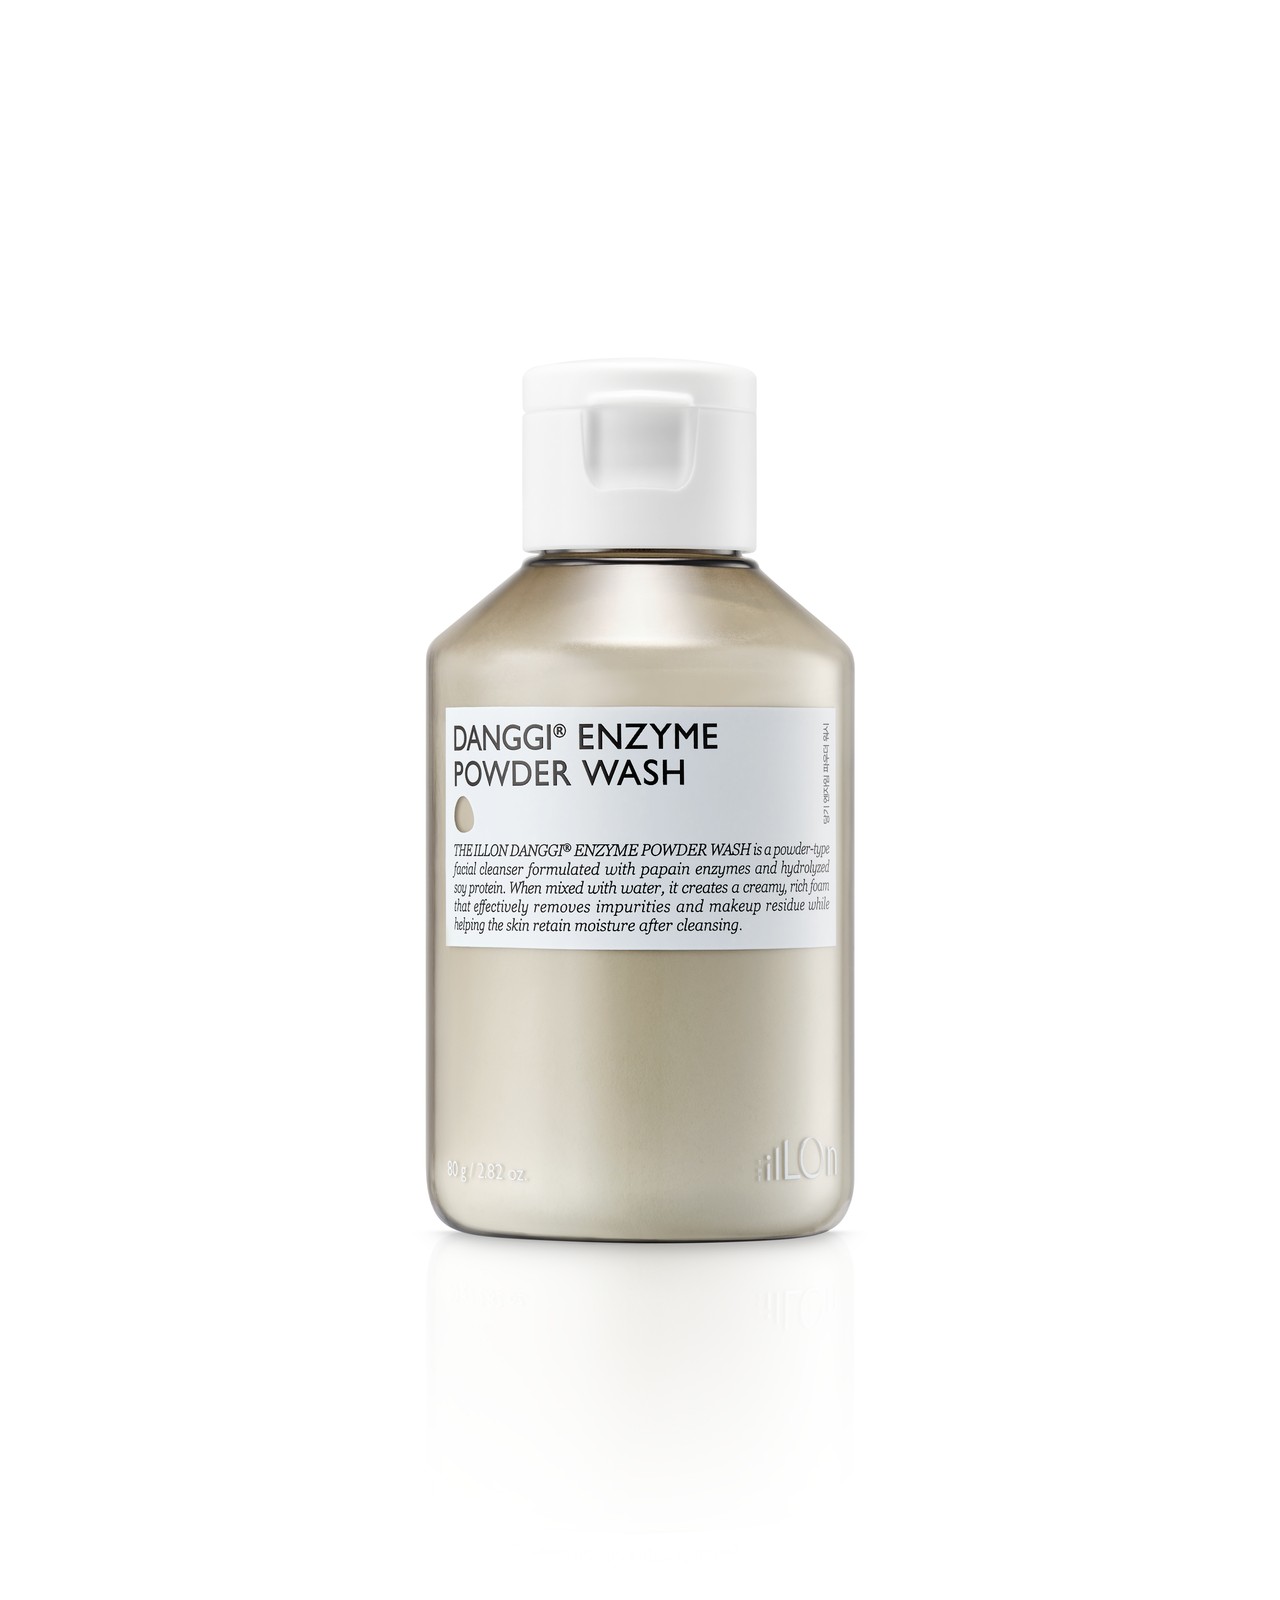 DANGGI® ENZYME
POWDER WASH
THE ILLON DANGGI® ENZYME POWDER WASH is a powder-type
facial cleanser formulated with papain enzymes and hydrolyzed
soy protein. When mixed with water, it creates a creamy, rich foam
that effectively removes impurities and makeup residue while
helping the skin retain moisture after cleansing.
80 g / 2.82 oz.
illOn